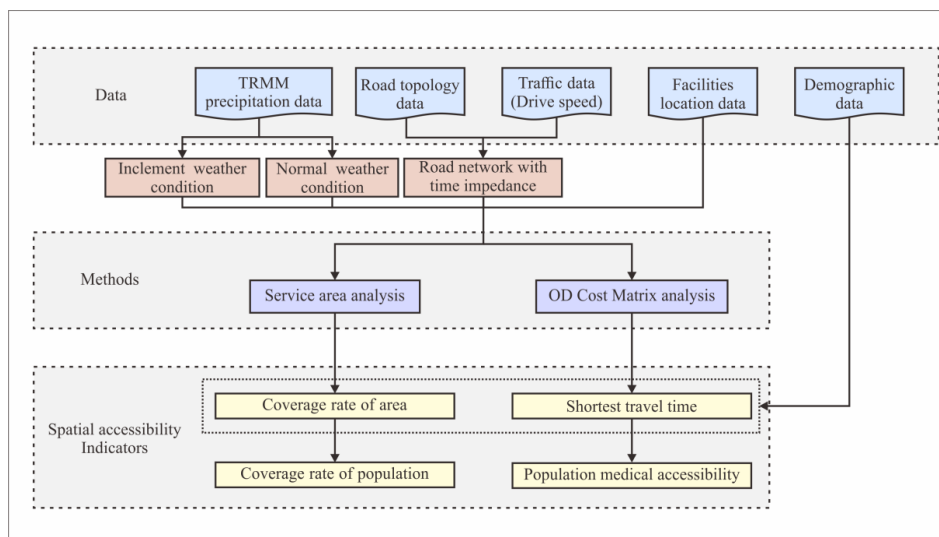 Data
TRMM
precipitation data
Road topology
data
Traffic data
(Drive speed)
Facilities
location data
Demographic
data
Inclement weather
condition
Normal weather
condition
Road network with
time impedance
Methods
Service area analysis
OD Cost Matrix analysis
Spatial accessibility
Indicators
Coverage rate of area
Shortest travel time
Coverage rate of population
Population medical accessibility